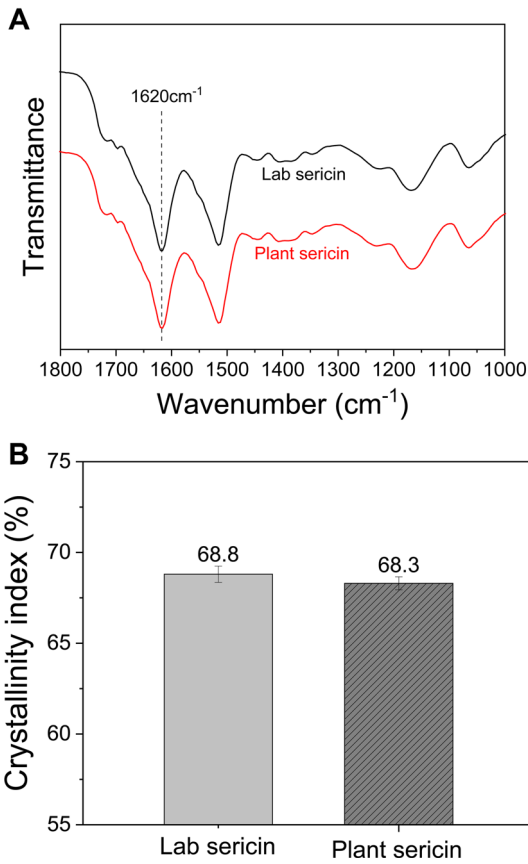 A
1620cm⁻¹
Transmittance
Lab sericin
Plant sericin
1800 1700 1600 1500 1400 1300 1200 1100 1000
Wavenumber (cm⁻¹)
B
75
70
65
60
55
Crystallinity index (%)
68.8
68.3
Lab sericin
Plant sericin